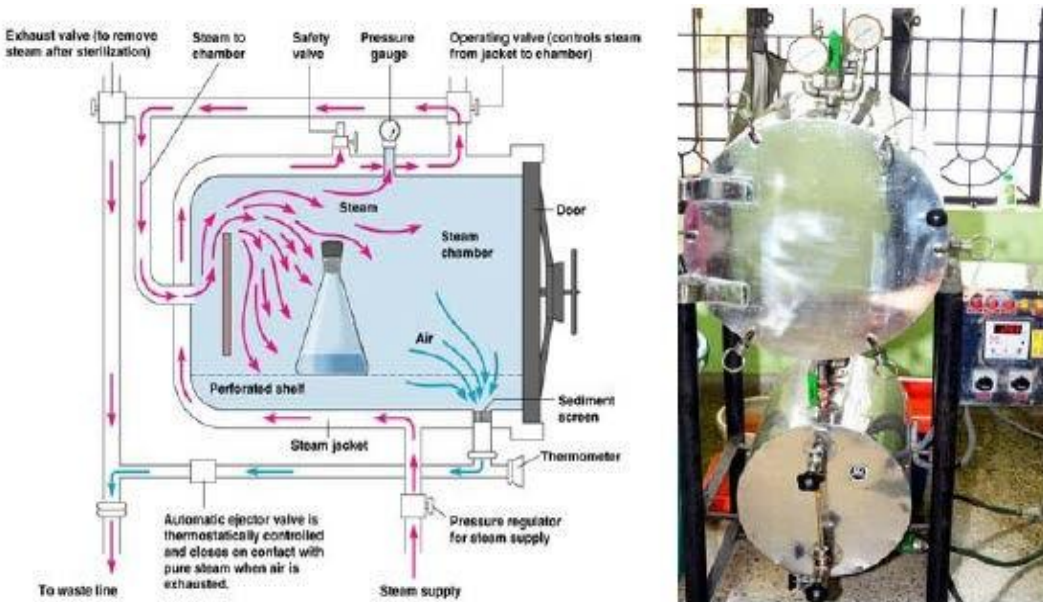 Exhaust valve (to remove
steam after sterilization)
Steam to
chamber
Safety
valve
Pressure
gauge
Operating valve (controls steam
from jacket to chamber)
Steam
Steam
chamber
Door
Air
Perforated shelf
Sediment
screen
Steam jacket
Thermometer
Automatic ejector valve is
thermostatically controlled
and closes on contact with
pure steam when air is
exhausted.
Pressure regulator
for steam supply
To waste line
Steam supply